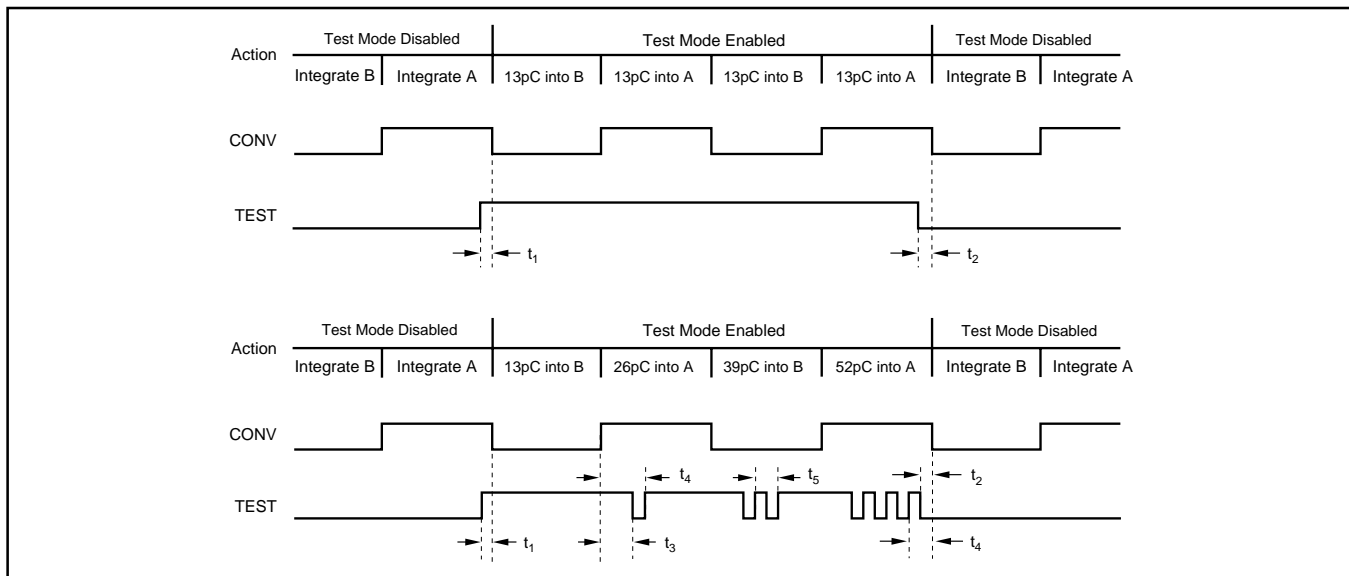 Test Mode Disabled Test Mode Enabled Test Mode Disabled
Action
Integrate B Integrate A 13pC into B 13pC into A 13pC into B 13pC into A Integrate B Integrate A
CONV
TEST
t1 t2
Test Mode Disabled Test Mode Enabled Test Mode Disabled
Action
Integrate B Integrate A 13pC into B 26pC into A 39pC into B 52pC into A Integrate B Integrate A
CONV
t4 t5 t2
TEST
t1 t3 t4